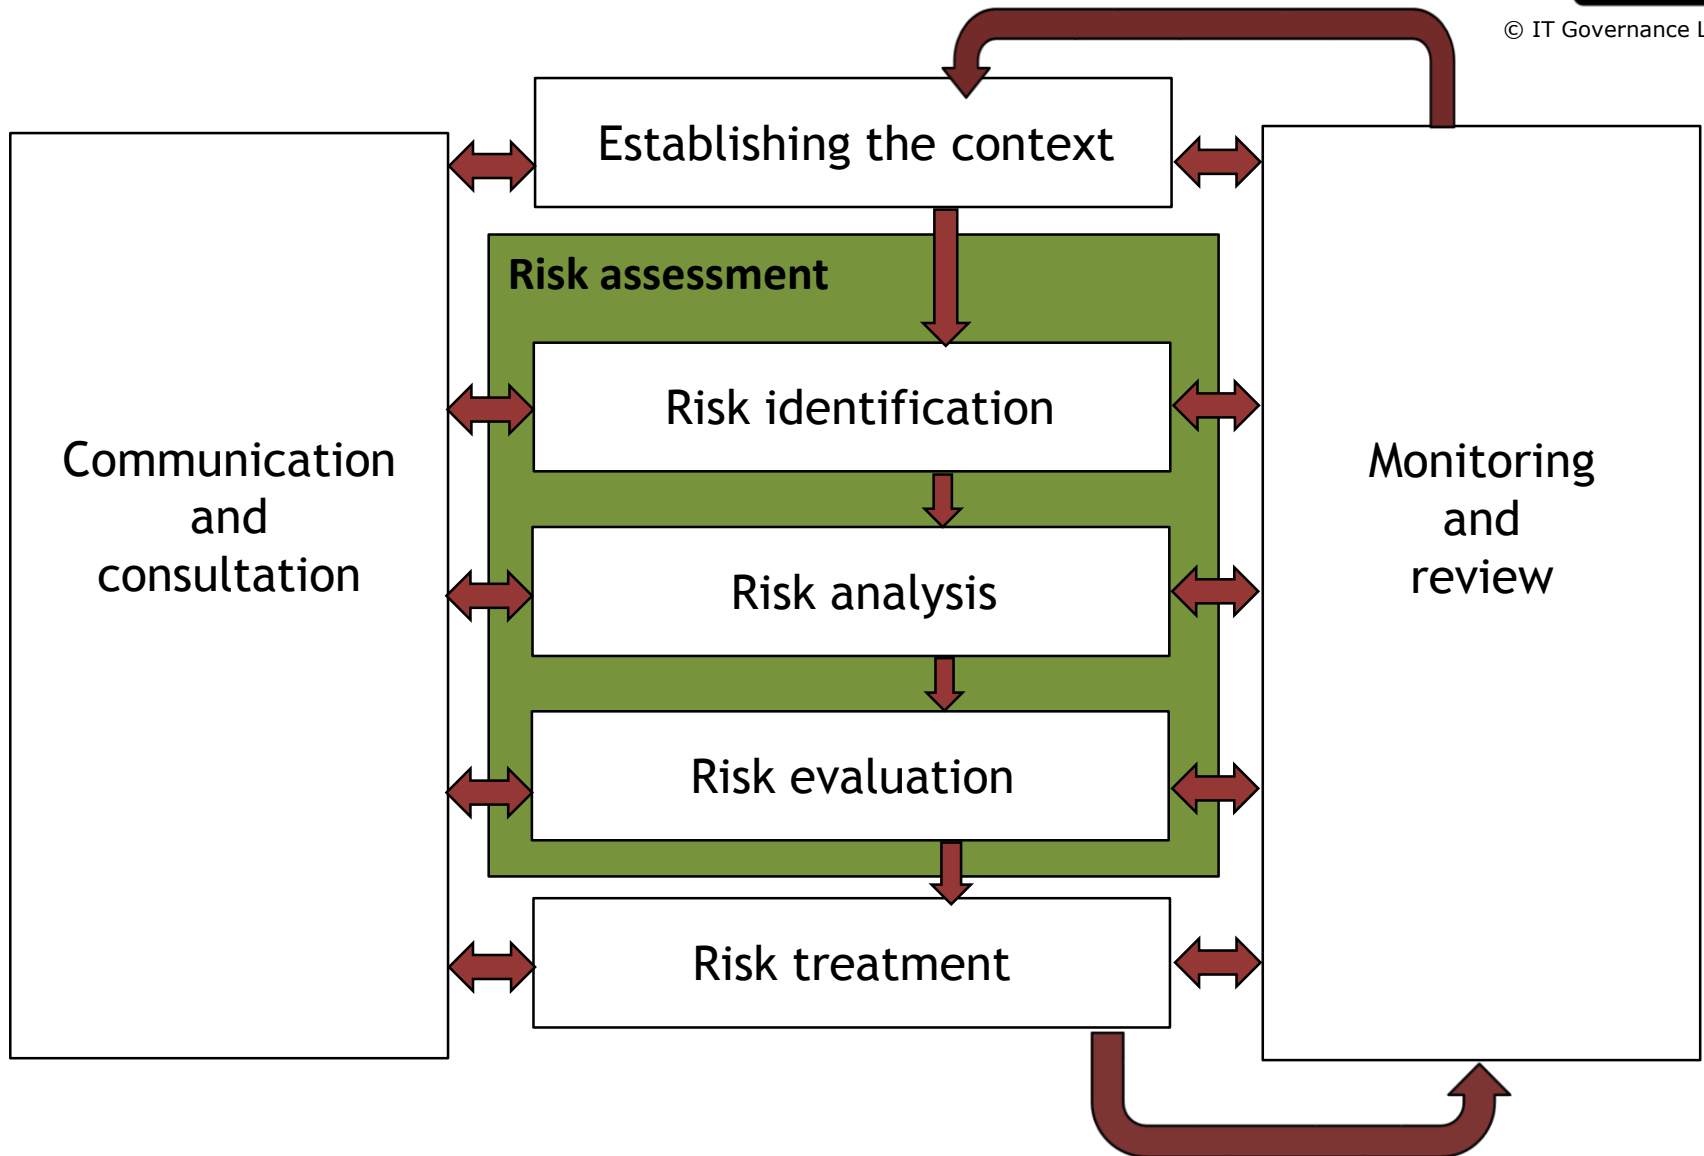 © IT Governance L
Establishing the context
Risk assessment
Risk identification
Communication
and
consultation
Monitoring
and
review
Risk analysis
Risk evaluation
Risk treatment